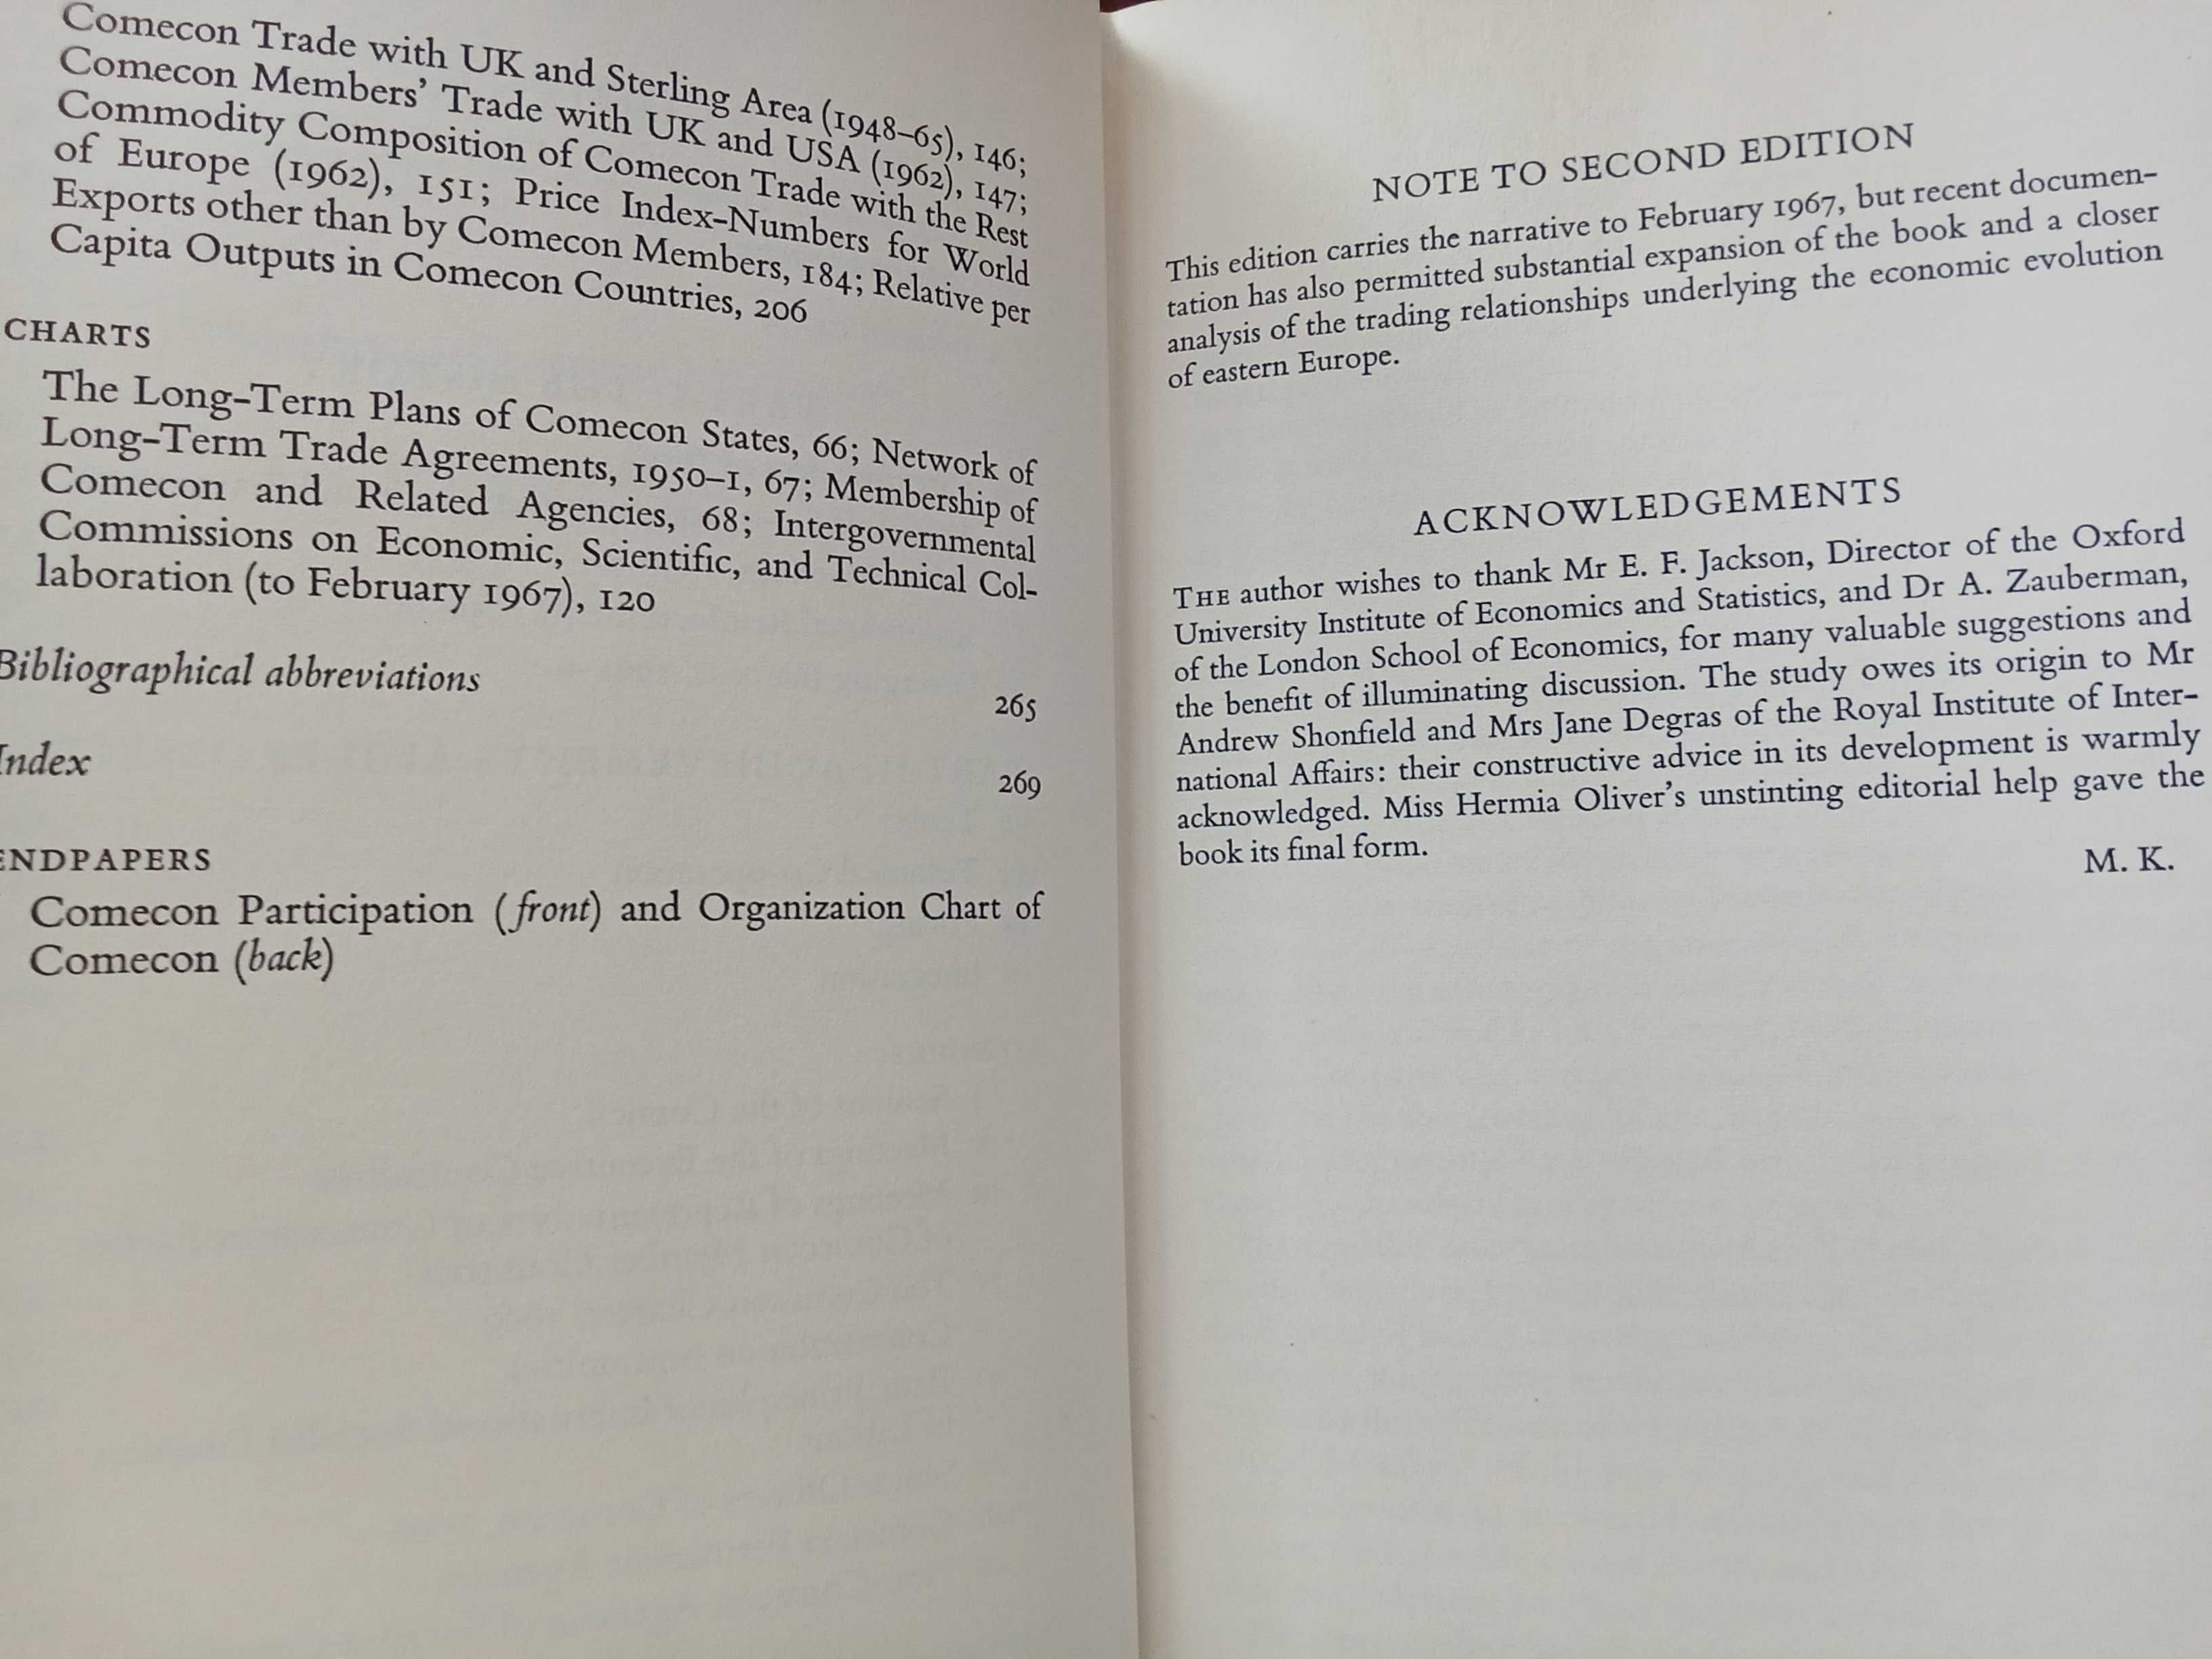 Comecon Trade with UK and Sterling Area (1948–65), 146;
Comecon Members' Trade with UK and USA (1962), 147;
Commodity Composition of Comecon Trade with the Rest
of Europe (1962), 151; Price Index-Numbers for World
Exports other than by Comecon Members, 184; Relative per
Capita Outputs in Comecon Countries, 206
CHARTS
The Long-Term Plans of Comecon States, 66; Network of
Long-Term Trade Agreements, 1950–1, 67; Membership of
Comecon and Related Agencies, 68; Intergovernmental
Commissions on Economic, Scientific, and Technical Col-
laboration (to February 1967), 120
Bibliographical abbreviations 265
Index 269
ENDPAPERS
Comecon Participation (front) and Organization Chart of
Comecon (back)
NOTE TO SECOND EDITION
This edition carries the narrative to February 1967, but recent documen-
tation has also permitted substantial expansion of the book and a closer
analysis of the trading relationships underlying the economic evolution
of eastern Europe.
ACKNOWLEDGEMENTS
THE author wishes to thank Mr E. F. Jackson, Director of the Oxford
University Institute of Economics and Statistics, and Dr A. Zauberman,
of the London School of Economics, for many valuable suggestions and
the benefit of illuminating discussion. The study owes its origin to Mr
Andrew Shonfield and Mrs Jane Degras of the Royal Institute of Inter-
national Affairs: their constructive advice in its development is warmly
acknowledged. Miss Hermia Oliver's unstinting editorial help gave the
book its final form.
M. K.